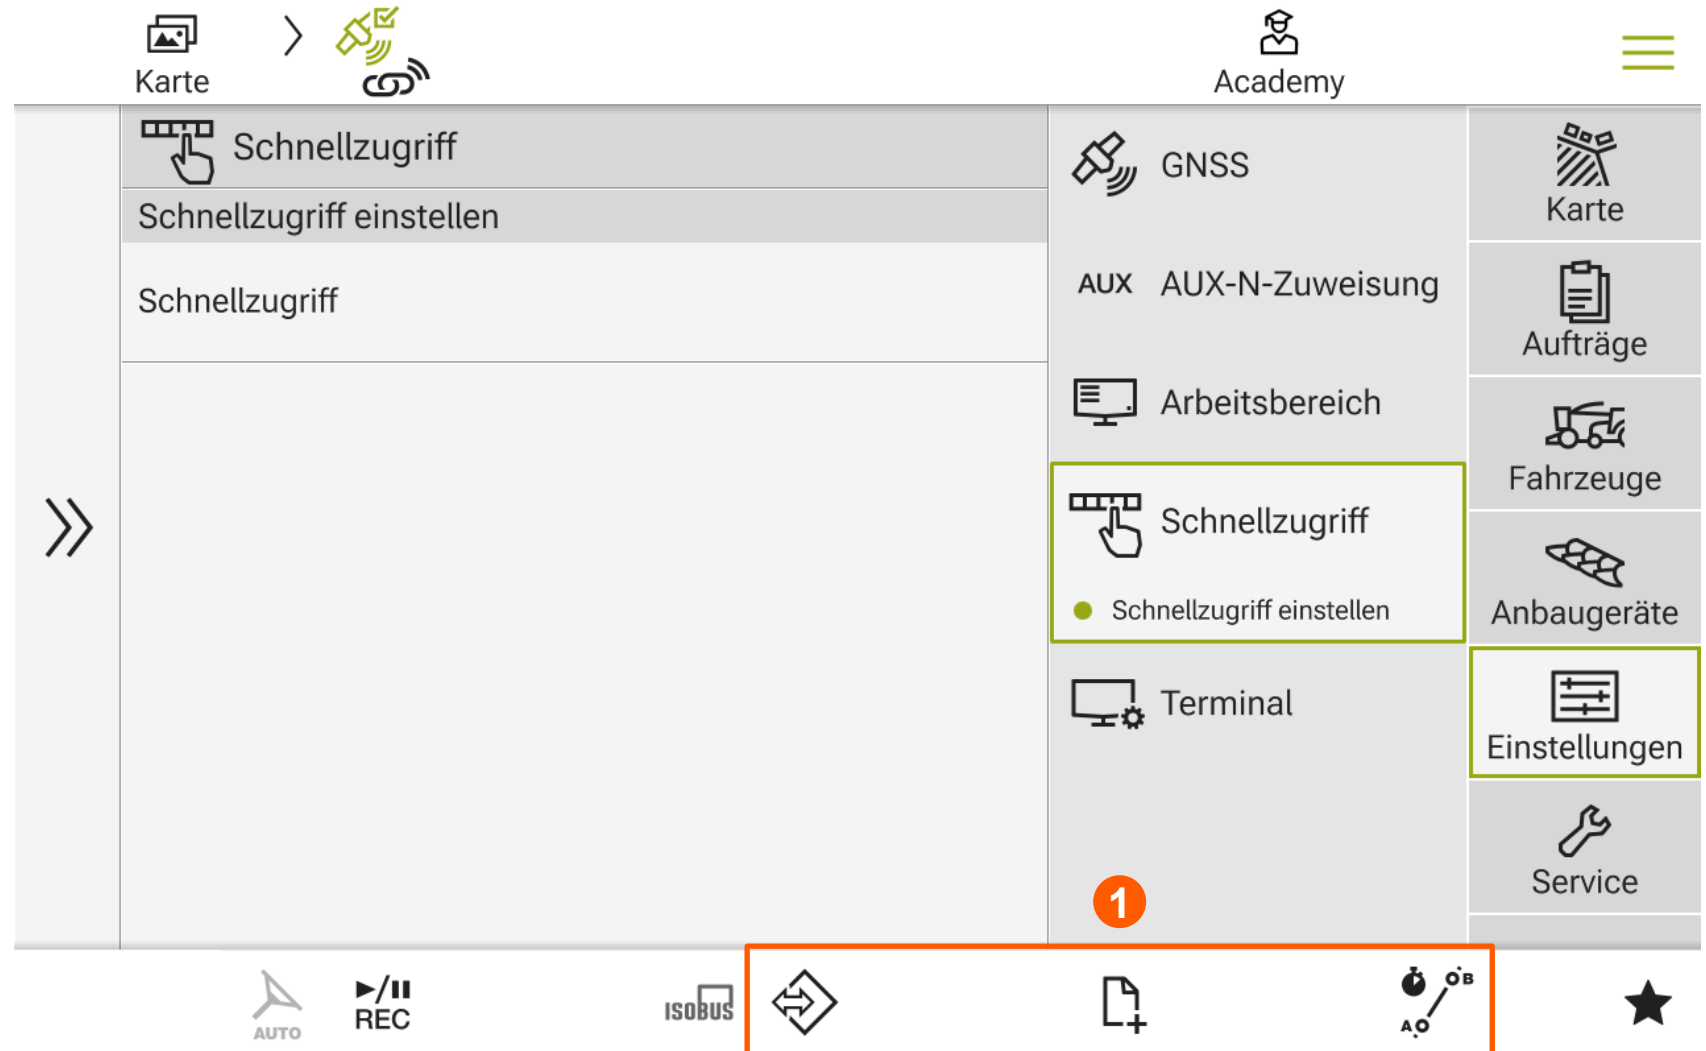 Karte
Academy
Schnellzugriff
Schnellzugriff einstellen
Schnellzugriff
GNSS
AUX AUX-N-Zuweisung
Arbeitsbereich
Schnellzugriff
Schnellzugriff einstellen
Terminal
Karte
Aufträge
Fahrzeuge
Anbaugeräte
Einstellungen
Service
1
AUTO
REC
ISOBUS
A
B